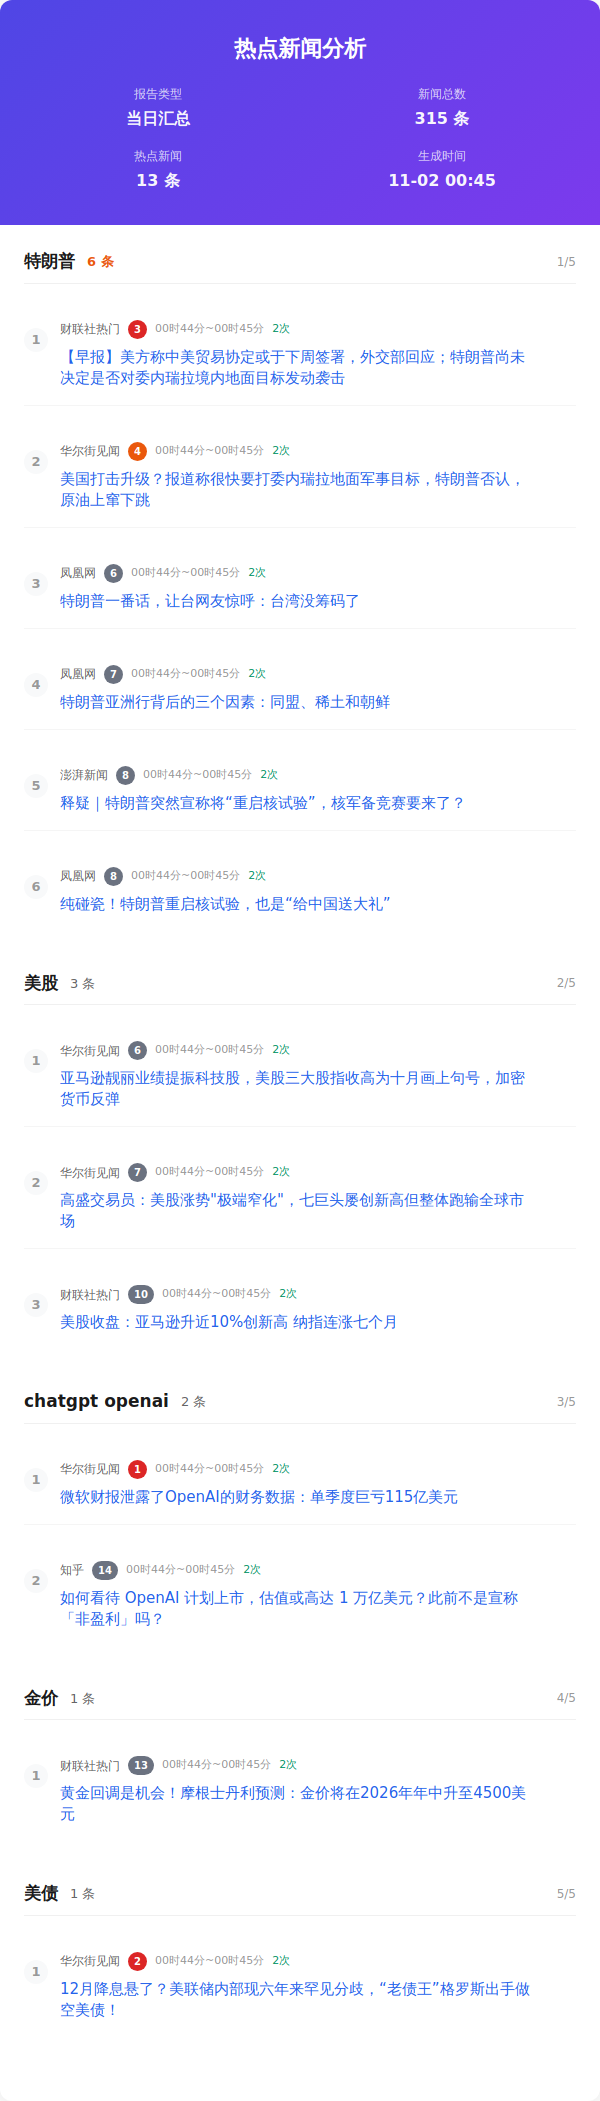 热点新闻分析
报告类型
新闻总数
当日汇总
315 条
热点新闻
生成时间
13 条
11-02 00:45
特朗普 6 条 1/5
1
财联社热门 3 00时44分~00时45分 2次
【早报】美方称中美贸易协定或于下周签署，外交部回应；特朗普尚未
决定是否对委内瑞拉境内地面目标发动袭击
2
华尔街见闻 4 00时44分~00时45分 2次
美国打击升级？报道称很快要打委内瑞拉地面军事目标，特朗普否认，
原油上窜下跳
3
凤凰网 6 00时44分~00时45分 2次
特朗普一番话，让台网友惊呼：台湾没筹码了
4
凤凰网 7 00时44分~00时45分 2次
特朗普亚洲行背后的三个因素：同盟、稀土和朝鲜
5
澎湃新闻 8 00时44分~00时45分 2次
释疑｜特朗普突然宣称将“重启核试验”，核军备竞赛要来了？
6
凤凰网 8 00时44分~00时45分 2次
纯碰瓷！特朗普重启核试验，也是“给中国送大礼”
美股 3 条 2/5
1
华尔街见闻 6 00时44分~00时45分 2次
亚马逊靓丽业绩提振科技股，美股三大股指收高为十月画上句号，加密
货币反弹
2
华尔街见闻 7 00时44分~00时45分 2次
高盛交易员：美股涨势"极端窄化"，七巨头屡创新高但整体跑输全球市
场
3
财联社热门 10 00时44分~00时45分 2次
美股收盘：亚马逊升近10%创新高 纳指连涨七个月
chatgpt openai 2 条 3/5
1
华尔街见闻 1 00时44分~00时45分 2次
微软财报泄露了OpenAI的财务数据：单季度巨亏115亿美元
2
知乎 14 00时44分~00时45分 2次
如何看待 OpenAI 计划上市，估值或高达 1 万亿美元？此前不是宣称
「非盈利」吗？
金价 1 条 4/5
1
财联社热门 13 00时44分~00时45分 2次
黄金回调是机会！摩根士丹利预测：金价将在2026年年中升至4500美
元
美债 1 条 5/5
1
华尔街见闻 2 00时44分~00时45分 2次
12月降息悬了？美联储内部现六年来罕见分歧，“老债王”格罗斯出手做
空美债！